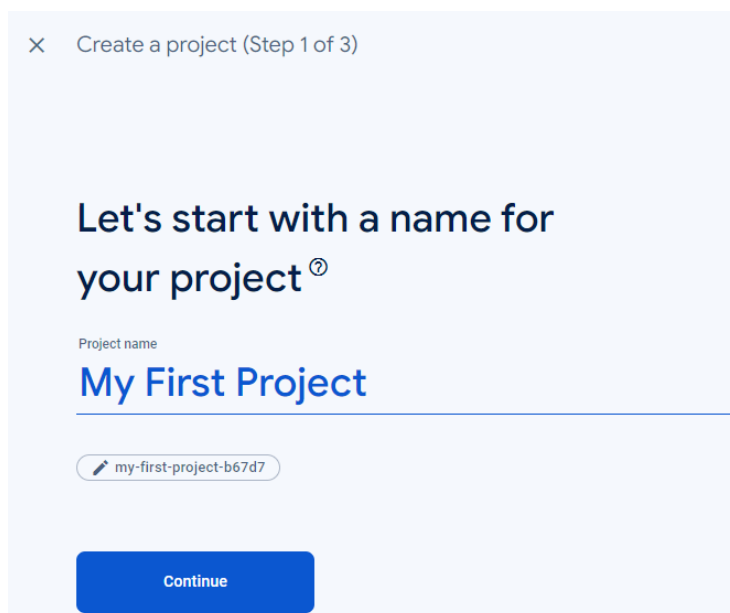 Create a project (Step 1 of 3)
Let's start with a name for
your project
Project name
My First Project
my-first-project-b67d7
Continue